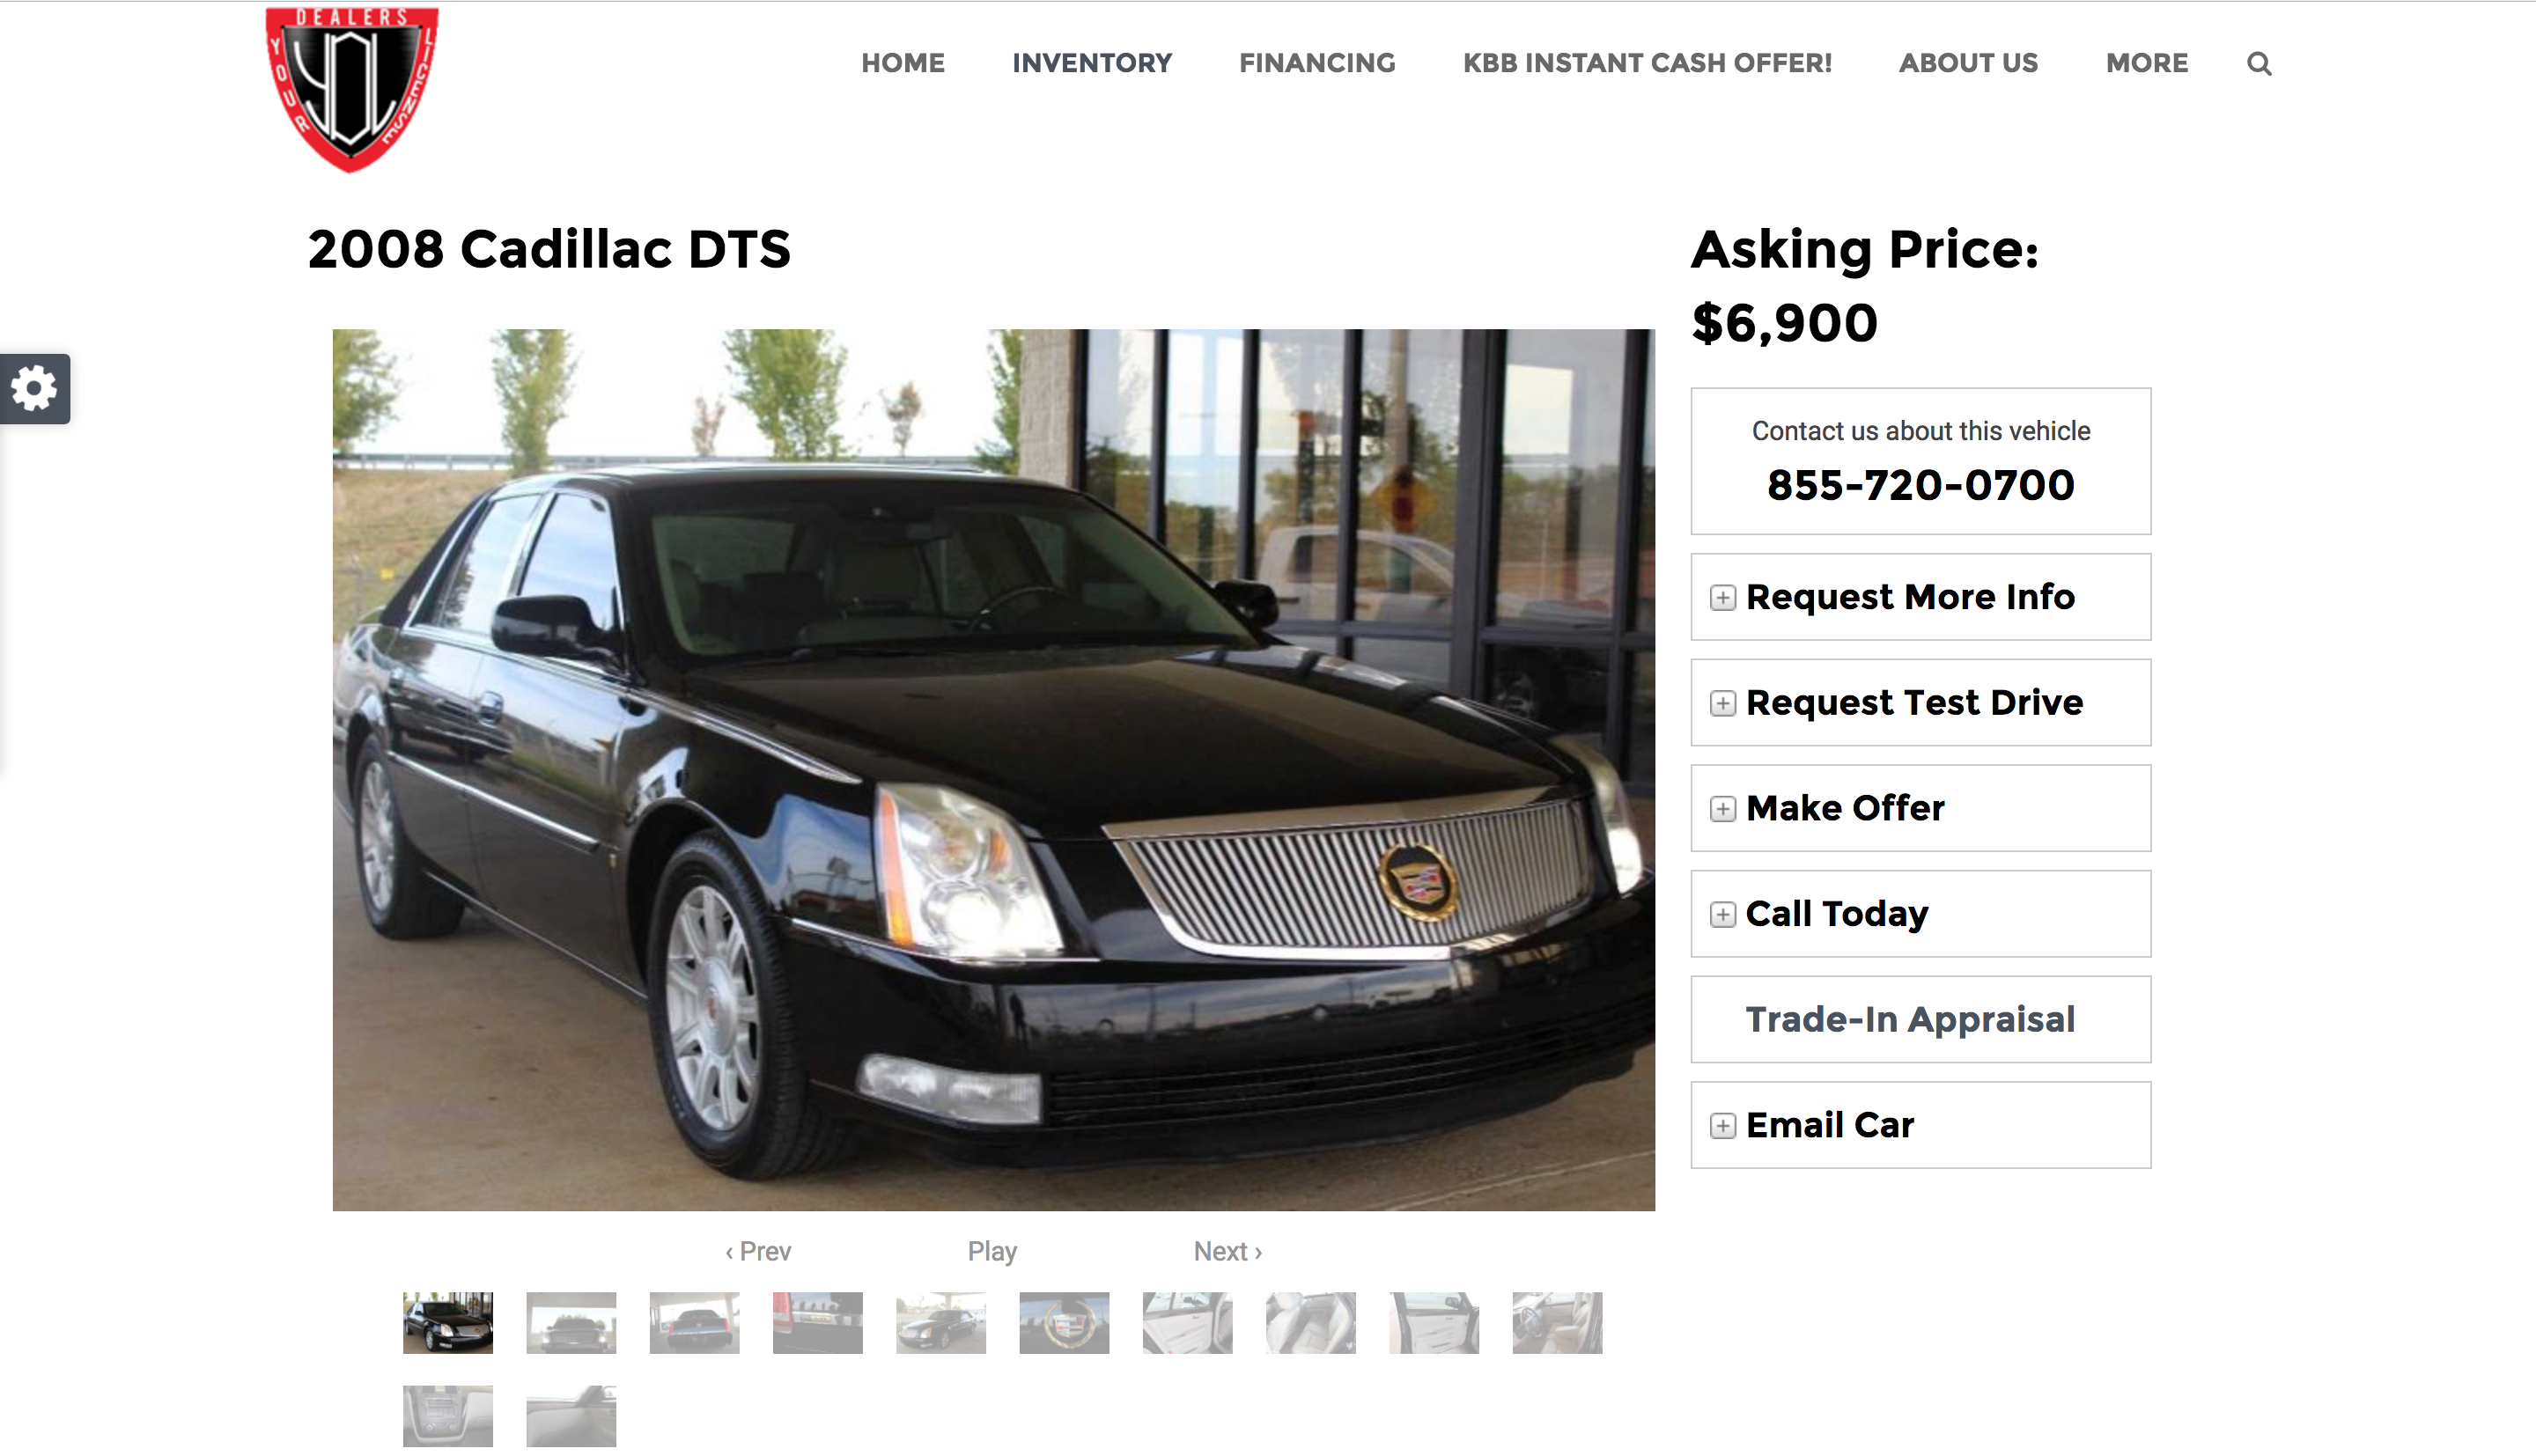 DEALERS
YOUR
LICENSE
YDL
HOME
INVENTORY
FINANCING
KBB INSTANT CASH OFFER!
ABOUT US
MORE
2008 Cadillac DTS
Asking Price:
$6,900
Contact us about this vehicle
855-720-0700
Request More Info
Request Test Drive
Make Offer
Call Today
Trade-In Appraisal
Email Car
‹ Prev
Play
Next ›